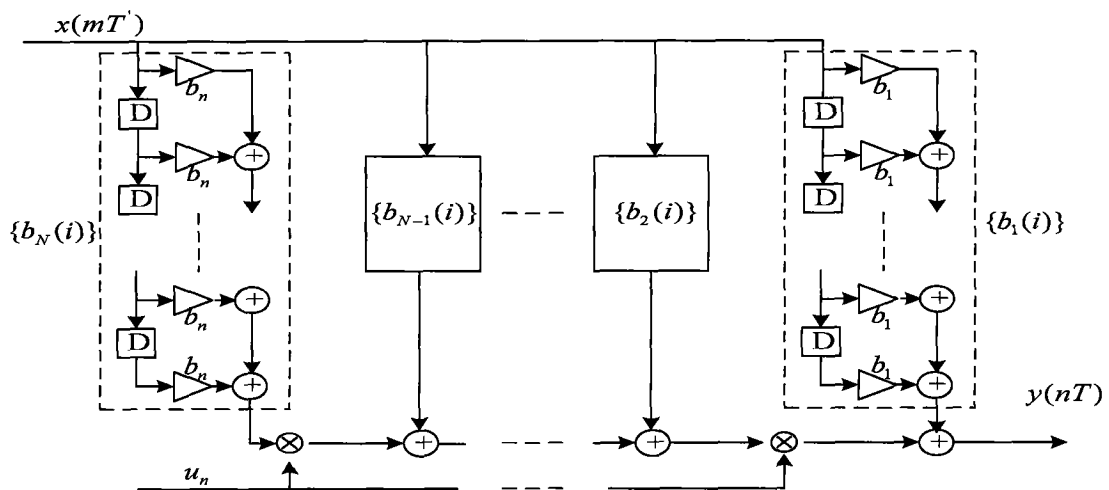 x(mT')
b_n
b_1
D
D
+
+
b_n
b_1
D
D
{b_N(i)}
{b_{N-1}(i)}
{b_2(i)}
{b_1(i)}
+
+
b_n
b_1
D
D
b_n
b_1
+
+
y(nT)
+
+
+
u_n